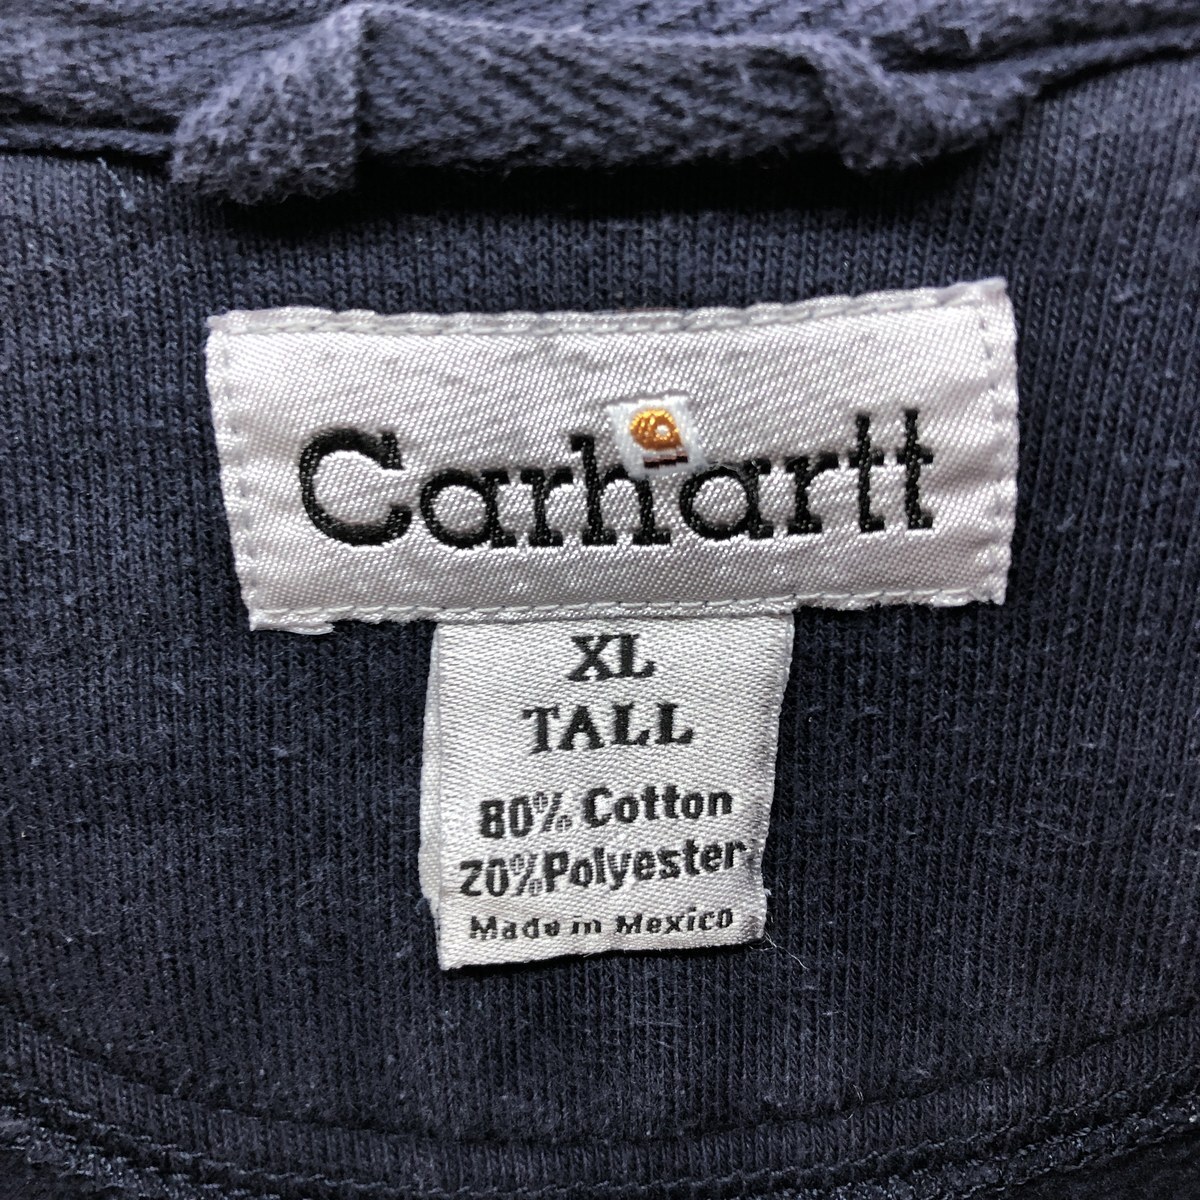 Carhartt
XL
TALL
80% Cotton
20%Polyester
Made in Mexico